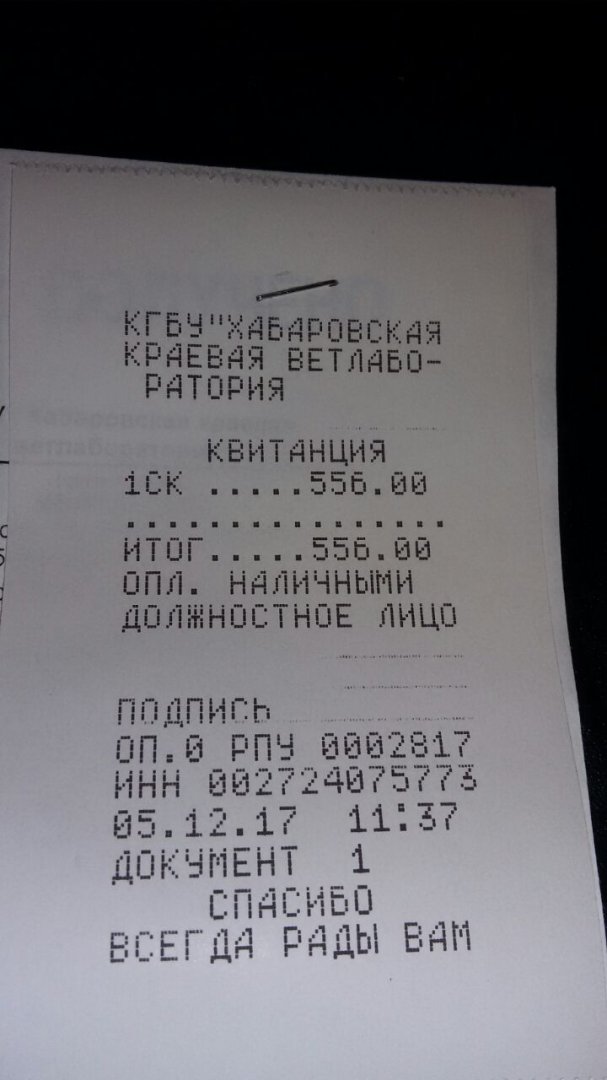 КГБУ"ХАБАРОВСКАЯ
КРАЕВАЯ ВЕТЛАБО-
РАТОРИЯ
КВИТАНЦИЯ
1СК .....556.00
................
ИТОГ.....556.00
ОПЛ. НАЛИЧНЫМИ
ДОЛЖНОСТНОЕ ЛИЦО
ПОДПИСЬ
ОП.0 РПУ 0002817
ИНН 002724075773
05.12.17 11:37
ДОКУМЕНТ 1
СПАСИБО
ВСЕГДА РАДЫ ВАМ